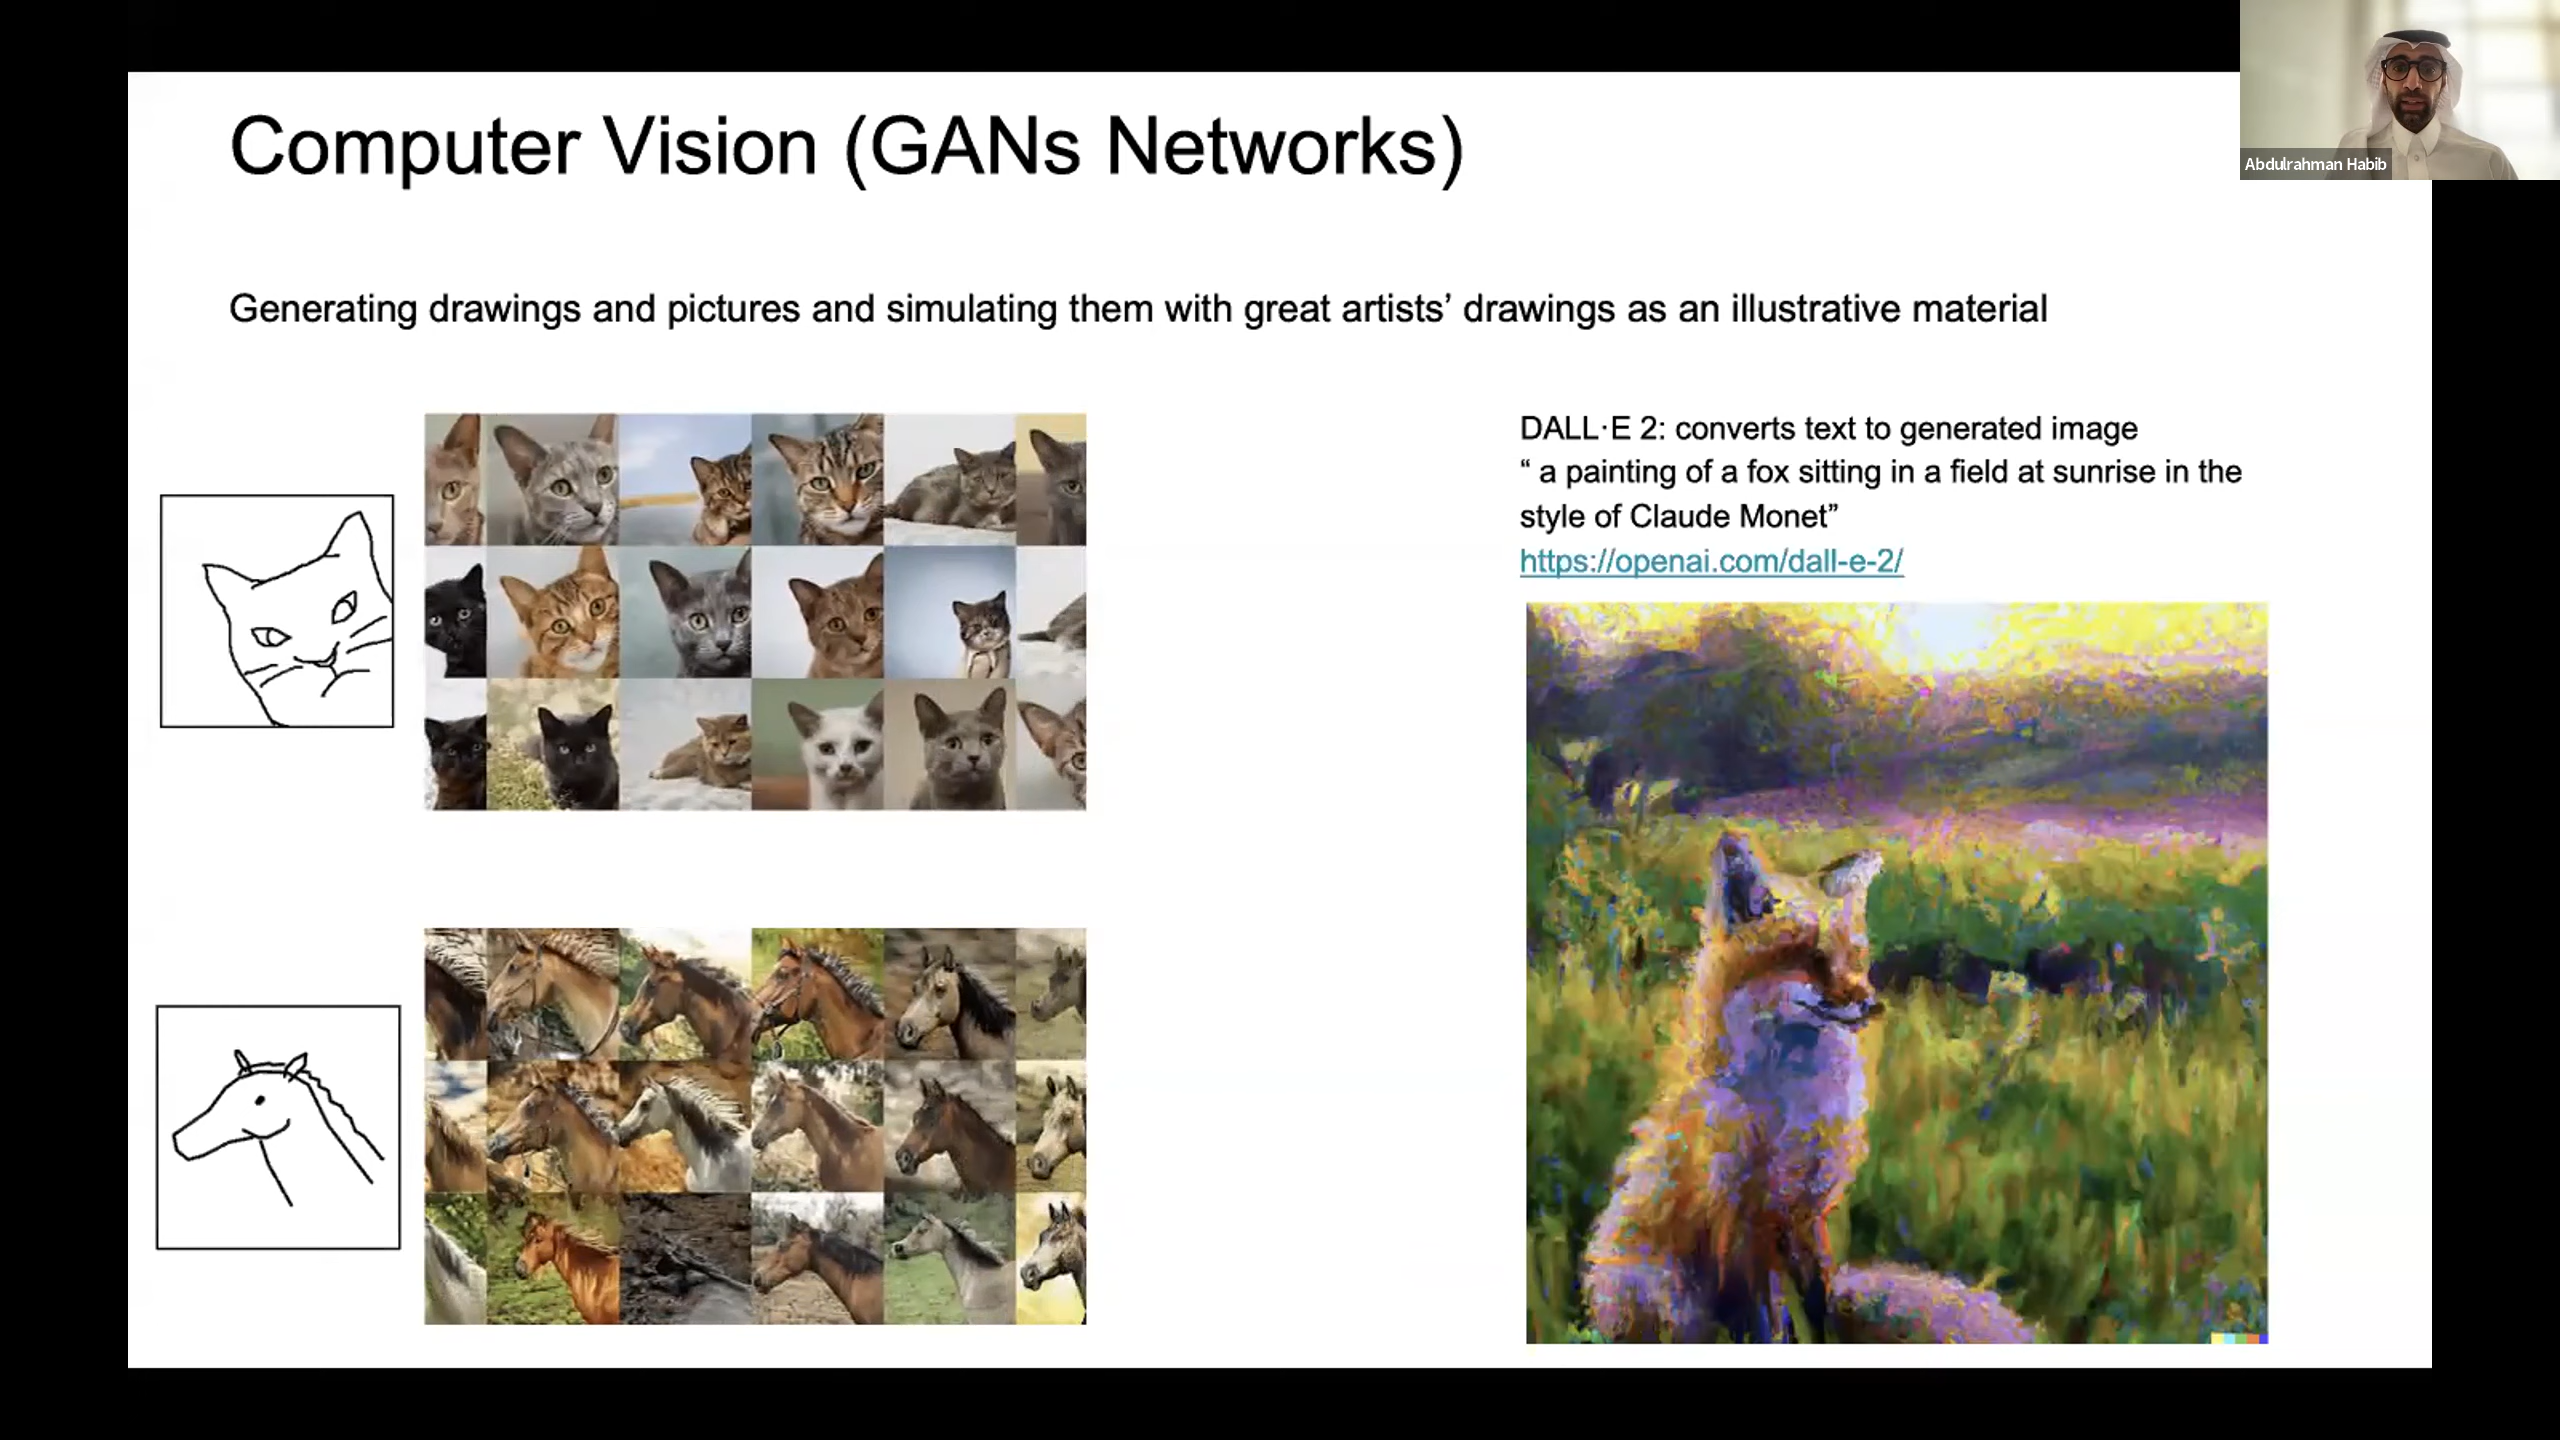 Computer Vision (GANs Networks)
Abdulrahman Habib
Generating drawings and pictures and simulating them with great artists’ drawings as an illustrative material
DALL·E 2: converts text to generated image
“ a painting of a fox sitting in a field at sunrise in the
style of Claude Monet”
https://openai.com/dall-e-2/